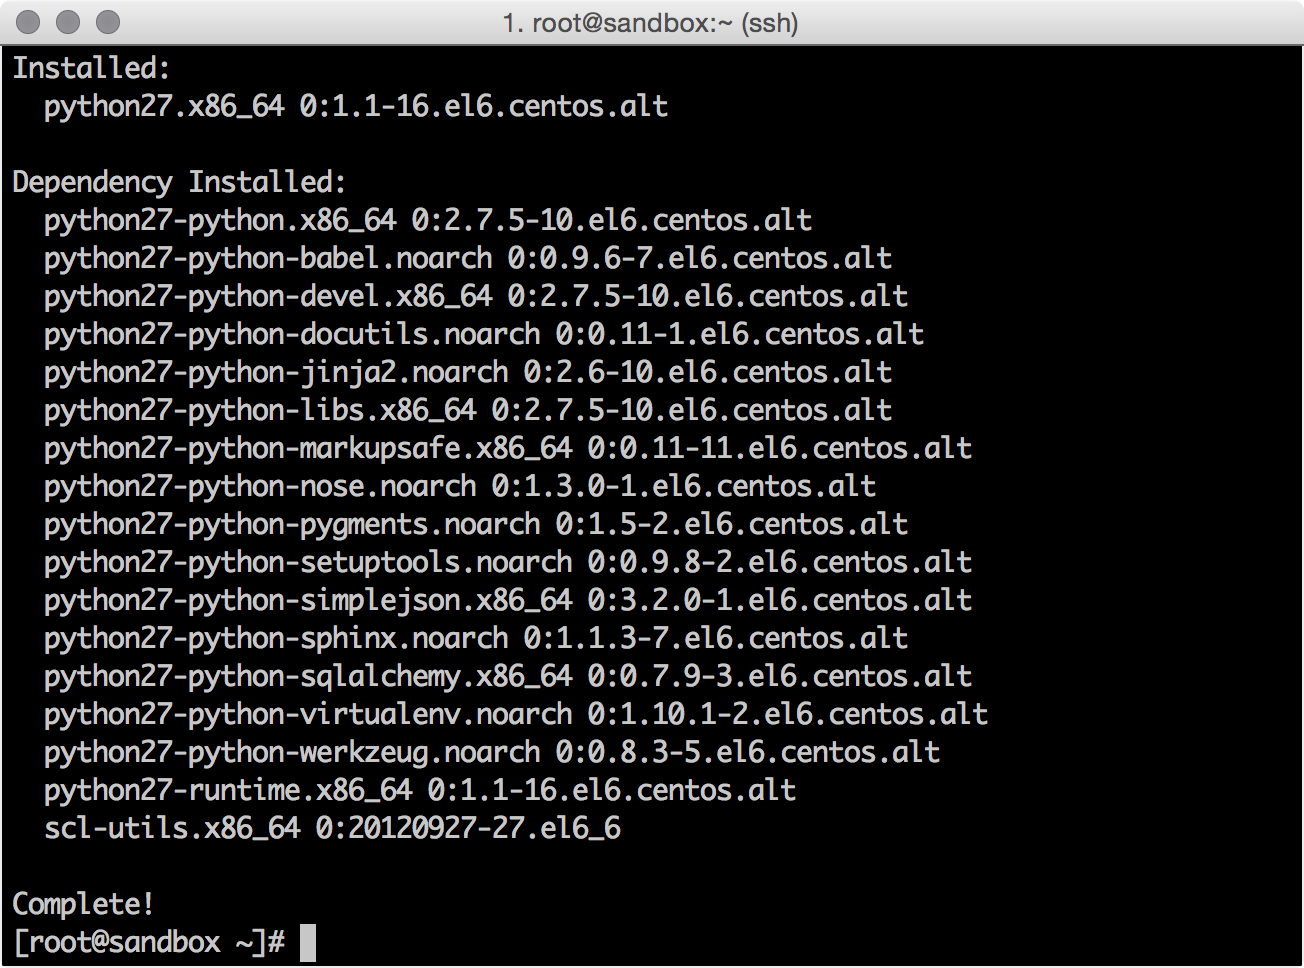 1. root@sandbox:~ (ssh)
Installed:
python27.x86_64 0:1.1-16.el6.centos.alt
Dependency Installed:
python27-python.x86_64 0:2.7.5-10.el6.centos.alt
python27-python-babel.noarch 0:0.9.6-7.el6.centos.alt
python27-python-devel.x86_64 0:2.7.5-10.el6.centos.alt
python27-python-docutils.noarch 0:0.11-1.el6.centos.alt
python27-python-jinja2.noarch 0:2.6-10.el6.centos.alt
python27-python-libs.x86_64 0:2.7.5-10.el6.centos.alt
python27-python-markupsafe.x86_64 0:0.11-11.el6.centos.alt
python27-python-nose.noarch 0:1.3.0-1.el6.centos.alt
python27-python-pygments.noarch 0:1.5-2.el6.centos.alt
python27-python-setuptools.noarch 0:0.9.8-2.el6.centos.alt
python27-python-simplejson.x86_64 0:3.2.0-1.el6.centos.alt
python27-python-sphinx.noarch 0:1.1.3-7.el6.centos.alt
python27-python-sqlalchemy.x86_64 0:0.7.9-3.el6.centos.alt
python27-python-virtualenv.noarch 0:1.10.1-2.el6.centos.alt
python27-python-werkzeug.noarch 0:0.8.3-5.el6.centos.alt
python27-runtime.x86_64 0:1.1-16.el6.centos.alt
scl-utils.x86_64 0:20120927-27.el6_6
Complete!
[root@sandbox ~]#